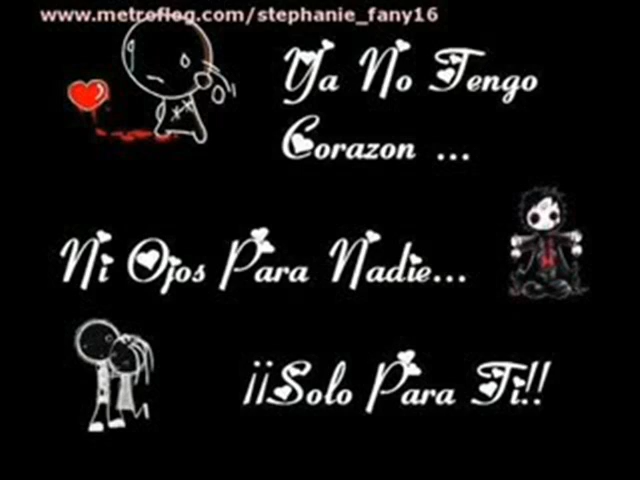 www.metroflog.com/stephanie_fany16
Ya No Tengo
Corazon ...
Ni Ojos Para Nadie...
¡¡Solo Para Ti!!